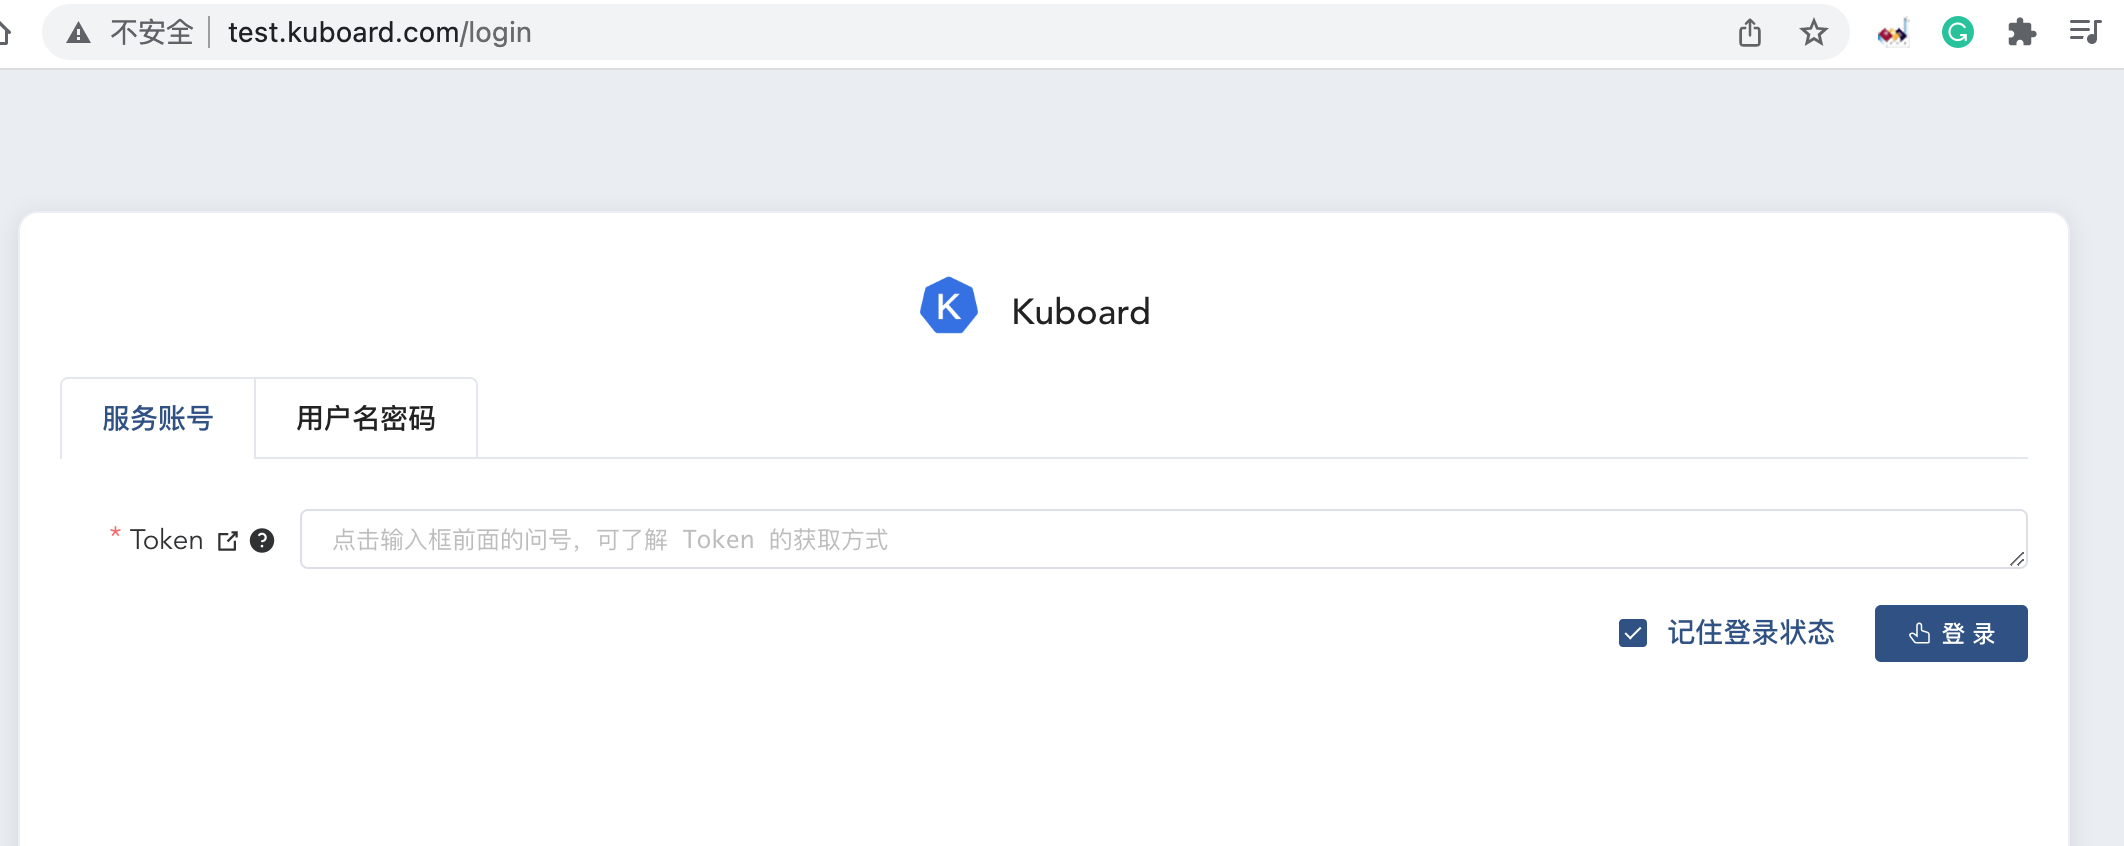 不安全 test.kuboard.com/login
K Kuboard
服务账号 用户名密码
* Token ? 点击输入框前面的问号，可了解 Token 的获取方式
记住登录状态 登 录